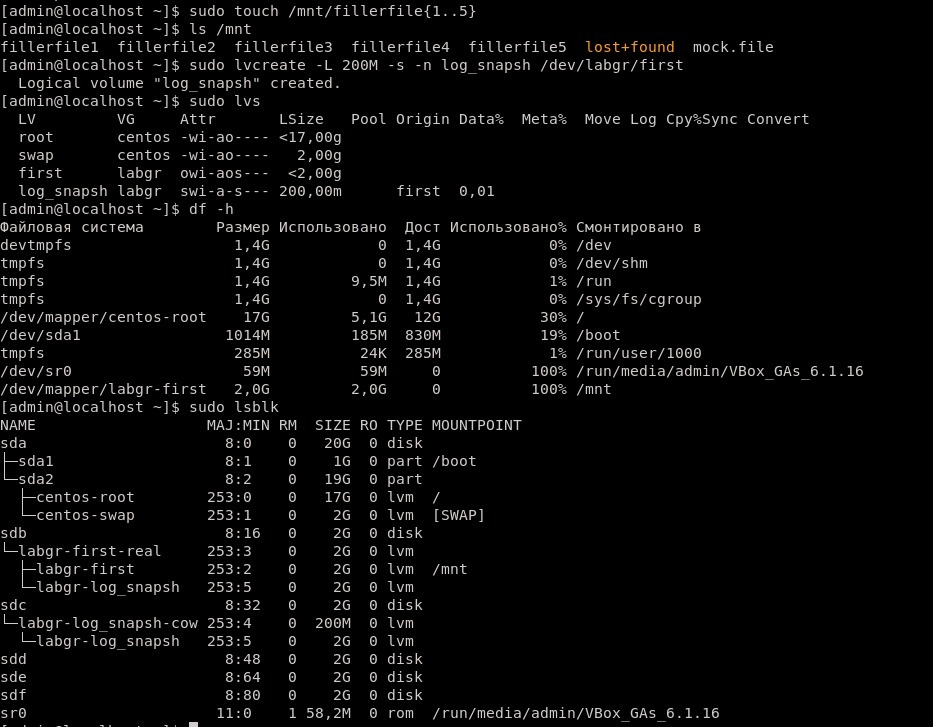 [admin@localhost ~]$ sudo touch /mnt/fillerfile{1..5}
[admin@localhost ~]$ ls /mnt
fillerfile1  fillerfile2  fillerfile3  fillerfile4  fillerfile5  lost+found  mock.file
[admin@localhost ~]$ sudo lvcreate -L 200M -s -n log_snapsh /dev/labgr/first
  Logical volume "log_snapsh" created.
[admin@localhost ~]$ sudo lvs
  LV         VG     Attr       LSize   Pool Origin Data%  Meta%  Move Log Cpy%Sync Convert
  root       centos -wi-ao---- <17,00g
  swap       centos -wi-ao----   2,00g
  first      labgr  owi-aos---  <2,00g
  log_snapsh labgr  swi-a-s--- 200,00m      first  0,01
[admin@localhost ~]$ df -h
Файловая система        Размер Использовано  Дост Использовано% Смонтировано в
devtmpfs                  1,4G            0  1,4G            0% /dev
tmpfs                     1,4G            0  1,4G            0% /dev/shm
tmpfs                     1,4G         9,5M  1,4G            1% /run
tmpfs                     1,4G            0  1,4G            0% /sys/fs/cgroup
/dev/mapper/centos-root    17G         5,1G   12G           30% /
/dev/sda1                1014M         185M  830M           19% /boot
tmpfs                     285M          24K  285M            1% /run/user/1000
/dev/sr0                   59M          59M     0          100% /run/media/admin/VBox_GAs_6.1.16
/dev/mapper/labgr-first  2,0G         2,0G     0          100% /mnt
[admin@localhost ~]$ sudo lsblk
NAME                   MAJ:MIN RM  SIZE RO TYPE MOUNTPOINT
sda                      8:0    0   20G  0 disk
├─sda1                   8:1    0    1G  0 part /boot
└─sda2                   8:2    0   19G  0 part
  ├─centos-root        253:0    0   17G  0 lvm  /
  └─centos-swap        253:1    0    2G  0 lvm  [SWAP]
sdb                      8:16   0    2G  0 disk
└─labgr-first-real     253:3    0    2G  0 lvm
  ├─labgr-first        253:2    0    2G  0 lvm  /mnt
  └─labgr-log_snapsh   253:5    0    2G  0 lvm
sdc                      8:32   0    2G  0 disk
└─labgr-log_snapsh-cow 253:4    0  200M  0 lvm
  └─labgr-log_snapsh   253:5    0    2G  0 lvm
sdd                      8:48   0    2G  0 disk
sde                      8:64   0    2G  0 disk
sdf                      8:80   0    2G  0 disk
sr0                     11:0    1 58,2M  0 rom  /run/media/admin/VBox_GAs_6.1.16